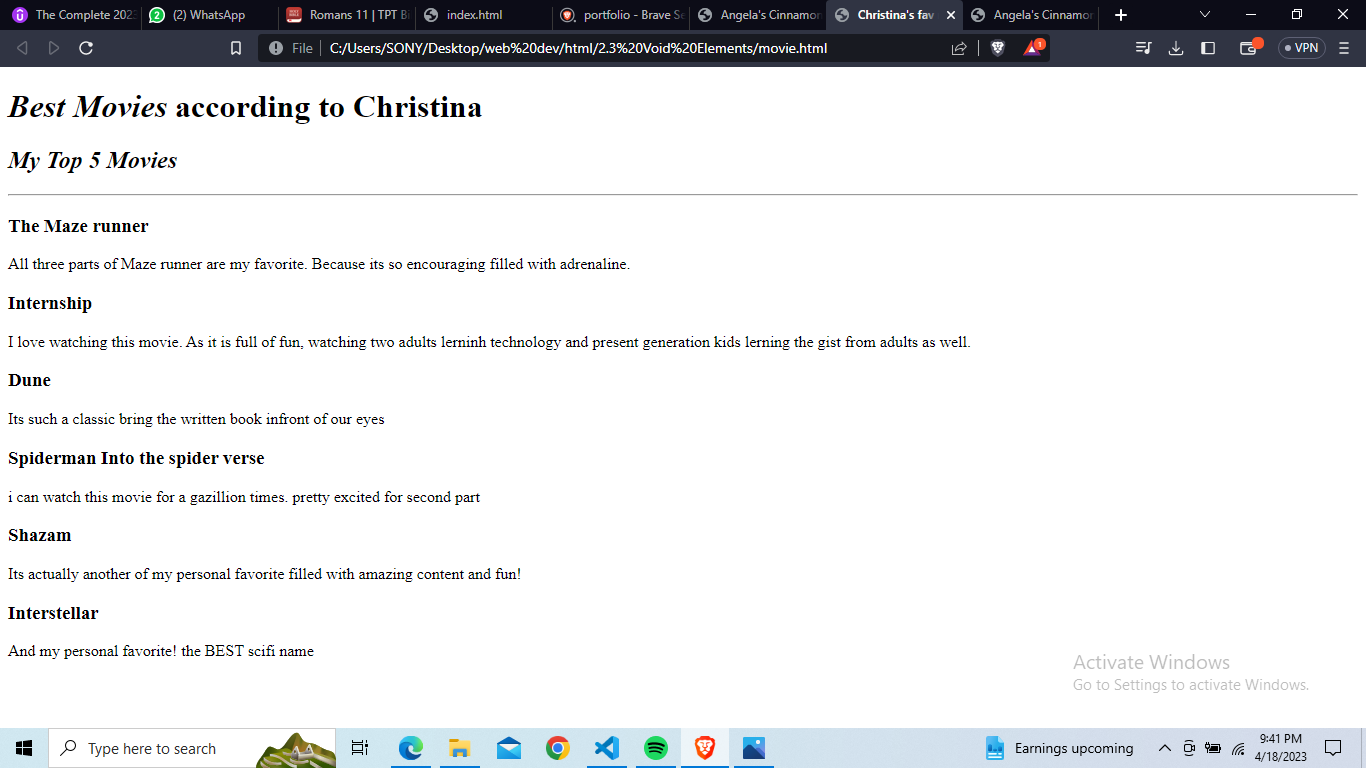 The Complete 202
(2) WhatsApp
Romans 11 | TPT Bi
index.html
portfolio - Brave Se
Angela's Cinnamon
Christina's fav
Angela's Cinnamon
File
C:/Users/SONY/Desktop/web%20dev/html/2.3%20Void%20Elements/movie.html
1
VPN
Best Movies according to Christina
My Top 5 Movies
The Maze runner
All three parts of Maze runner are my favorite. Because its so encouraging filled with adrenaline.
Internship
I love watching this movie. As it is full of fun, watching two adults lerninh technology and present generation kids lerning the gist from adults as well.
Dune
Its such a classic bring the written book infront of our eyes
Spiderman Into the spider verse
i can watch this movie for a gazillion times. pretty excited for second part
Shazam
Its actually another of my personal favorite filled with amazing content and fun!
Interstellar
And my personal favorite! the BEST scifi name
Activate Windows
Go to Settings to activate Windows.
Type here to search
Earnings upcoming
9:41 PM
4/18/2023